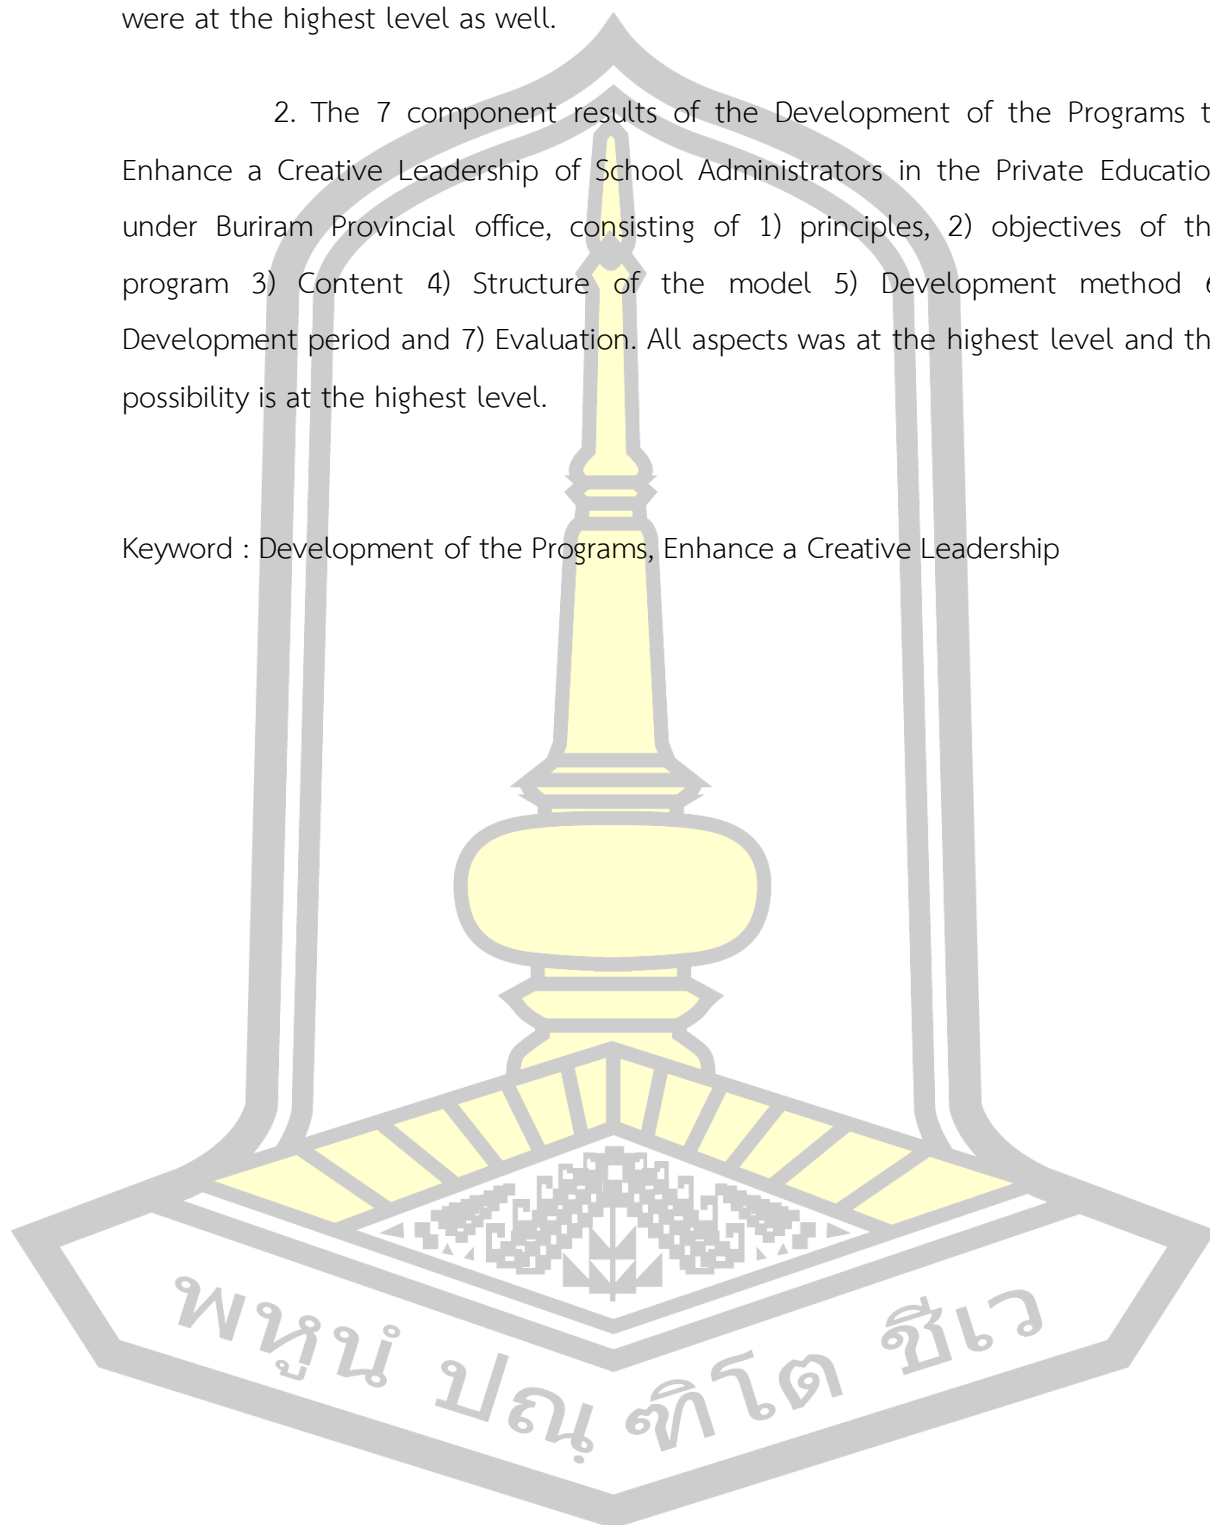 were at the highest level as well.
2. The 7 component results of the Development of the Programs t
Enhance a Creative Leadership of School Administrators in the Private Educatio
under Buriram Provincial office, consisting of 1) principles, 2) objectives of th
program 3) Content 4) Structure of the model 5) Development method 6
Development period and 7) Evaluation. All aspects was at the highest level and th
possibility is at the highest level.
Keyword : Development of the Programs, Enhance a Creative Leadership
พหูนํ ปณฺฑิโต ชีเว